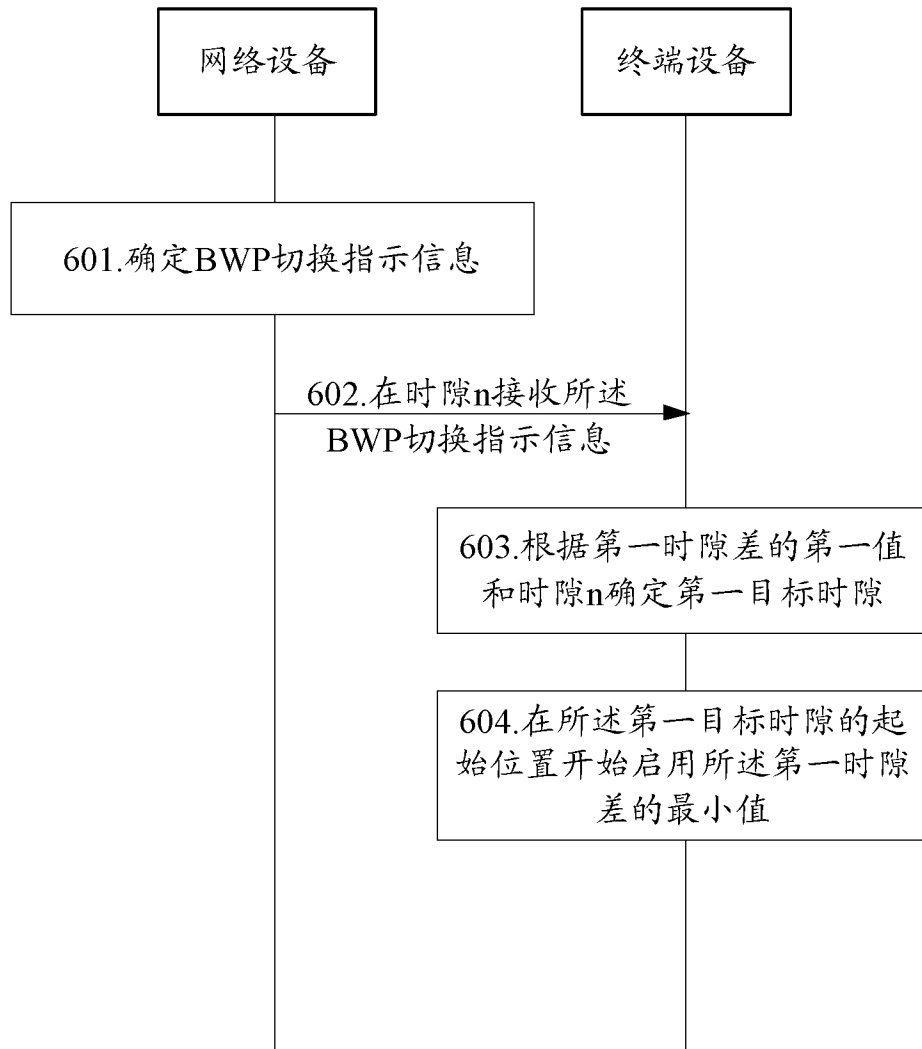 网络设备
终端设备
601.确定BWP切换指示信息
602.在时隙n接收所述
BWP切换指示信息
603.根据第一时隙差的第一值
和时隙n确定第一目标时隙
604.在所述第一目标时隙的起
始位置开始启用所述第一时隙
差的最小值